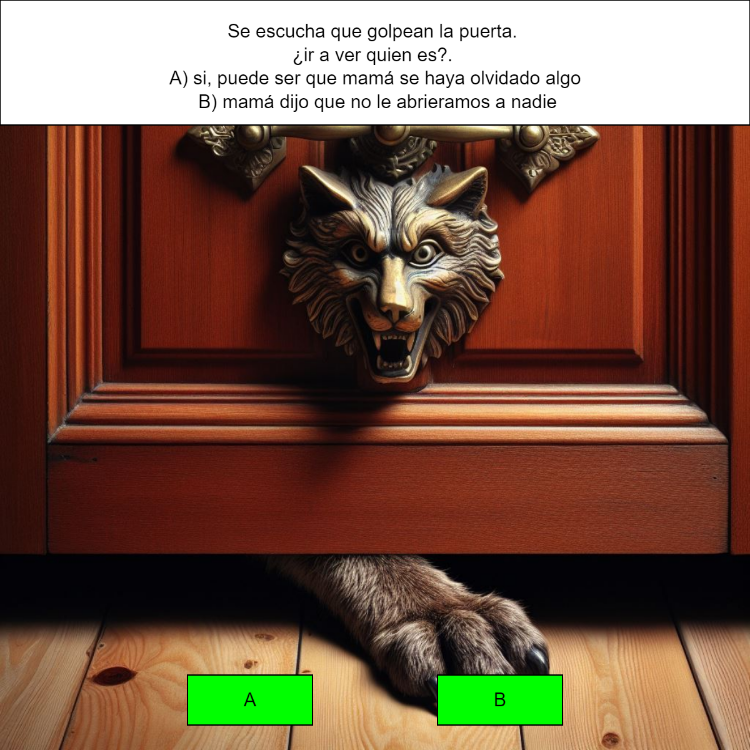 Se escucha que golpean la puerta.
¿ir a ver quien es?.
A) si, puede ser que mamá se haya olvidado algo
B) mamá dijo que no le abrieramos a nadie
A
B